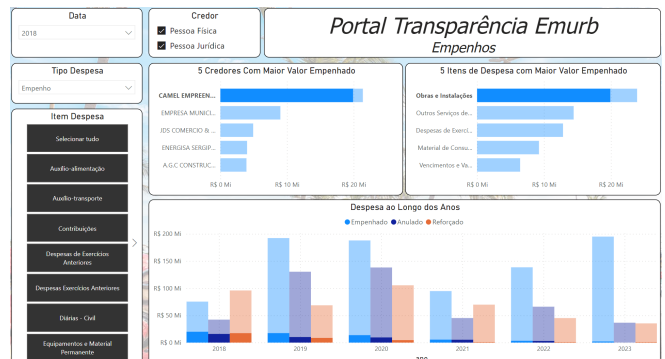 Data
2018
Credor
Pessoa Física
Pessoa Jurídica
Portal Transparência Emurb
Empenhos
Tipo Despesa
Empenho
Item Despesa
Selecionar tudo
Auxílio-alimentação
Auxílio-transporte
Contribuições
Despesas de Exercícios
Anteriores
Despesas Exercícios Anteriores
Diárias - Civil
Equipamentos e Material
Permanente
5 Credores Com Maior Valor Empenhado
CAMEL EMPREEN...
EMPRESA MUNICI...
JDS COMERCIO & ...
ENERGISA SERGIP...
A.G.C CONSTRUC...
R$ 0 Mi R$ 10 Mi R$ 20 Mi
5 Itens de Despesa com Maior Valor Empenhado
Obras e Instalações
Outros Serviços de...
Despesas de Exercí...
Material de Consu...
Vencimentos e Va...
R$ 0 Mi R$ 10 Mi R$ 20 Mi
Despesa ao Longo dos Anos
Empenhado Anulado Reforçado
R$ 200 Mi
R$ 150 Mi
R$ 100 Mi
R$ 50 Mi
R$ 0 Mi
2018 2019 2020 2021 2022 2023
ano